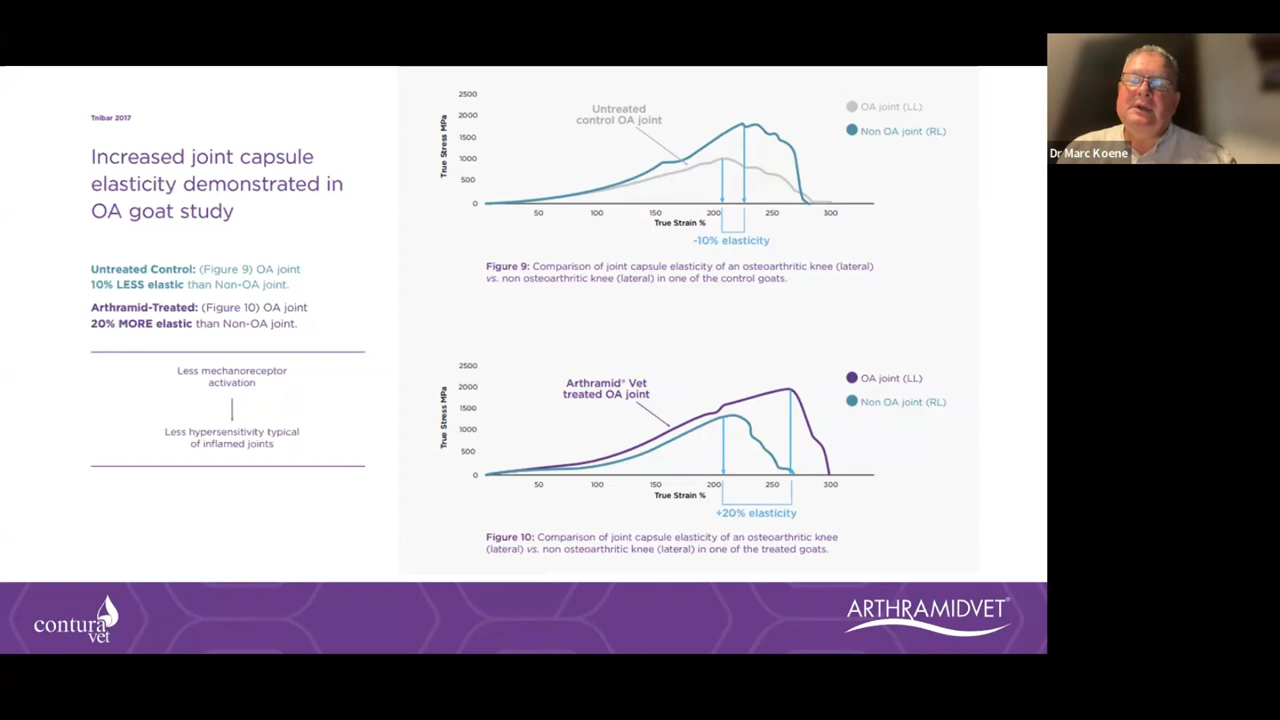 Tnibar 2017
Increased joint capsule
elasticity demonstrated in
OA goat study
Untreated Control: (Figure 9) OA joint
10% LESS elastic than Non-OA joint.
Arthramid-Treated: (Figure 10) OA joint
20% MORE elastic than Non-OA joint.
Less mechanoreceptor
activation
Less hypersensitivity typical
of inflamed joints
True Stress MPa
2500
2000
1500
1000
500
0
50 100 150 200 250 300
True Strain %
Untreated
control OA joint
OA joint (LL)
Non OA joint (RL)
-10% elasticity
Figure 9: Comparison of joint capsule elasticity of an osteoarthritic knee (lateral)
vs. non osteoarthritic knee (lateral) in one of the control goats.
True Stress MPa
2500
2000
1500
1000
500
0
50 100 150 200 250 300
True Strain %
Arthramid® Vet
treated OA joint
OA joint (LL)
Non OA joint (RL)
+20% elasticity
Figure 10: Comparison of joint capsule elasticity of an osteoarthritic knee
(lateral) vs. non osteoarthritic knee (lateral) in one of the treated goats.
contura
vet
ARTHRAMIDVET®
Dr Marc Koene